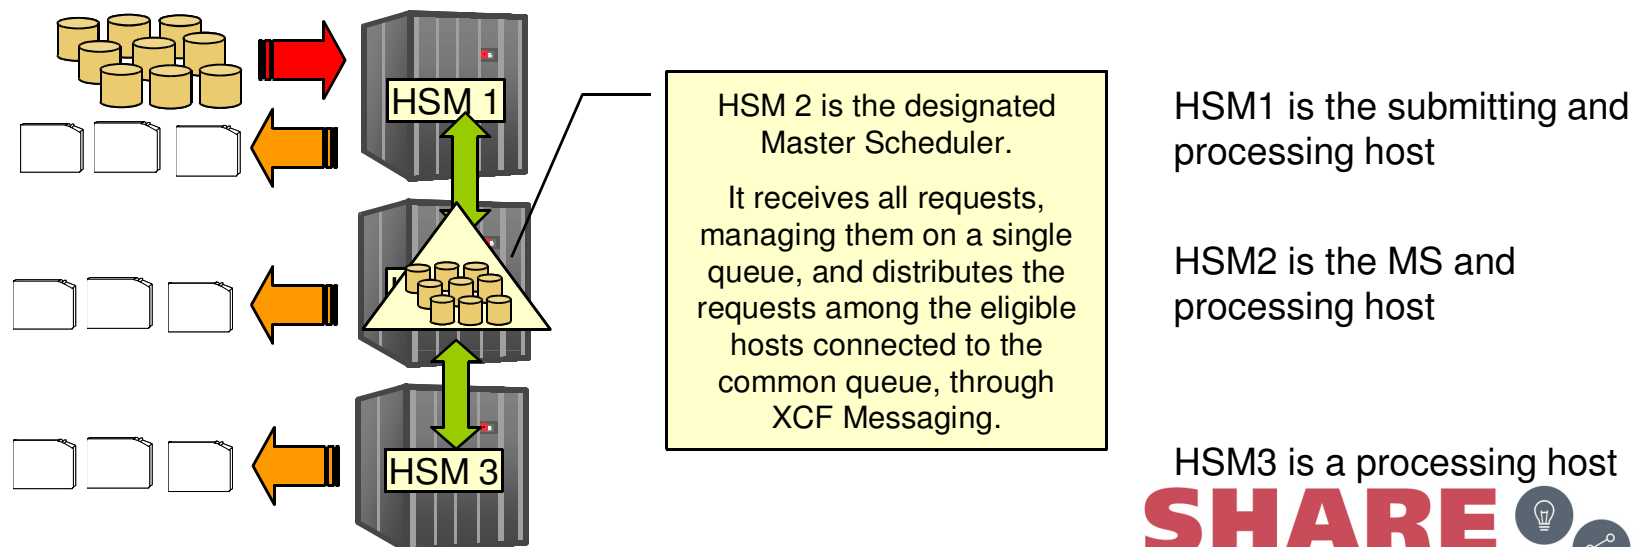 HSM 1
HSM 3
HSM 2 is the designated
Master Scheduler.
It receives all requests,
managing them on a single
queue, and distributes the
requests among the eligible
hosts connected to the
common queue, through
XCF Messaging.
HSM1 is the submitting and
processing host
HSM2 is the MS and
processing host
HSM3 is a processing host
SHARE